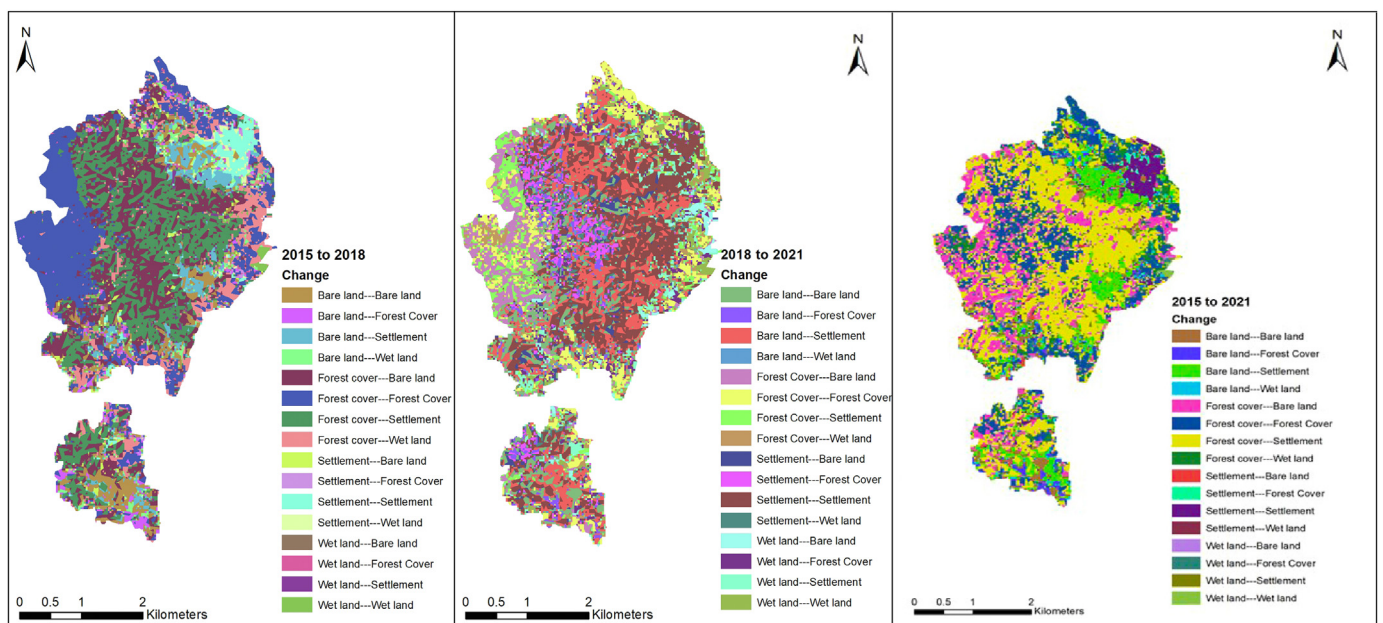 N
2015 to 2018
Change
Bare land---Bare land
Bare land---Forest Cover
Bare land---Settlement
Bare land---Wet land
Forest cover---Bare land
Forest cover---Forest Cover
Forest cover---Settlement
Forest cover---Wet land
Settlement---Bare land
Settlement---Forest Cover
Settlement---Settlement
Settlement---Wet land
Wet land---Bare land
Wet land---Forest Cover
Wet land---Settlement
Wet land---Wet land
0 0.5 1 2
Kilometers
N
2018 to 2021
Change
Bare land---Bare land
Bare land---Forest Cover
Bare land---Settlement
Bare land---Wet land
Forest Cover---Bare land
Forest Cover---Forest Cover
Forest Cover---Settlement
Forest Cover---Wet land
Settlement---Bare land
Settlement---Forest Cover
Settlement---Settlement
Settlement---Wet land
Wet land---Bare land
Wet land---Forest Cover
Wet land---Settlement
Wet land---Wet land
0 0.5 1 2
Kilometers
N
2015 to 2021
Change
Bare land---Bare land
Bare land---Forest Cover
Bare land---Settlement
Bare land---Wet land
Forest cover---Bare land
Forest cover---Forest Cover
Forest cover---Settlement
Forest cover---Wet land
Settlement---Bare land
Settlement---Forest Cover
Settlement---Settlement
Settlement---Wet land
Wet land---Bare land
Wet land---Forest Cover
Wet land---Settlement
Wet land---Wet land
0 0.5 1 2
Kilometers